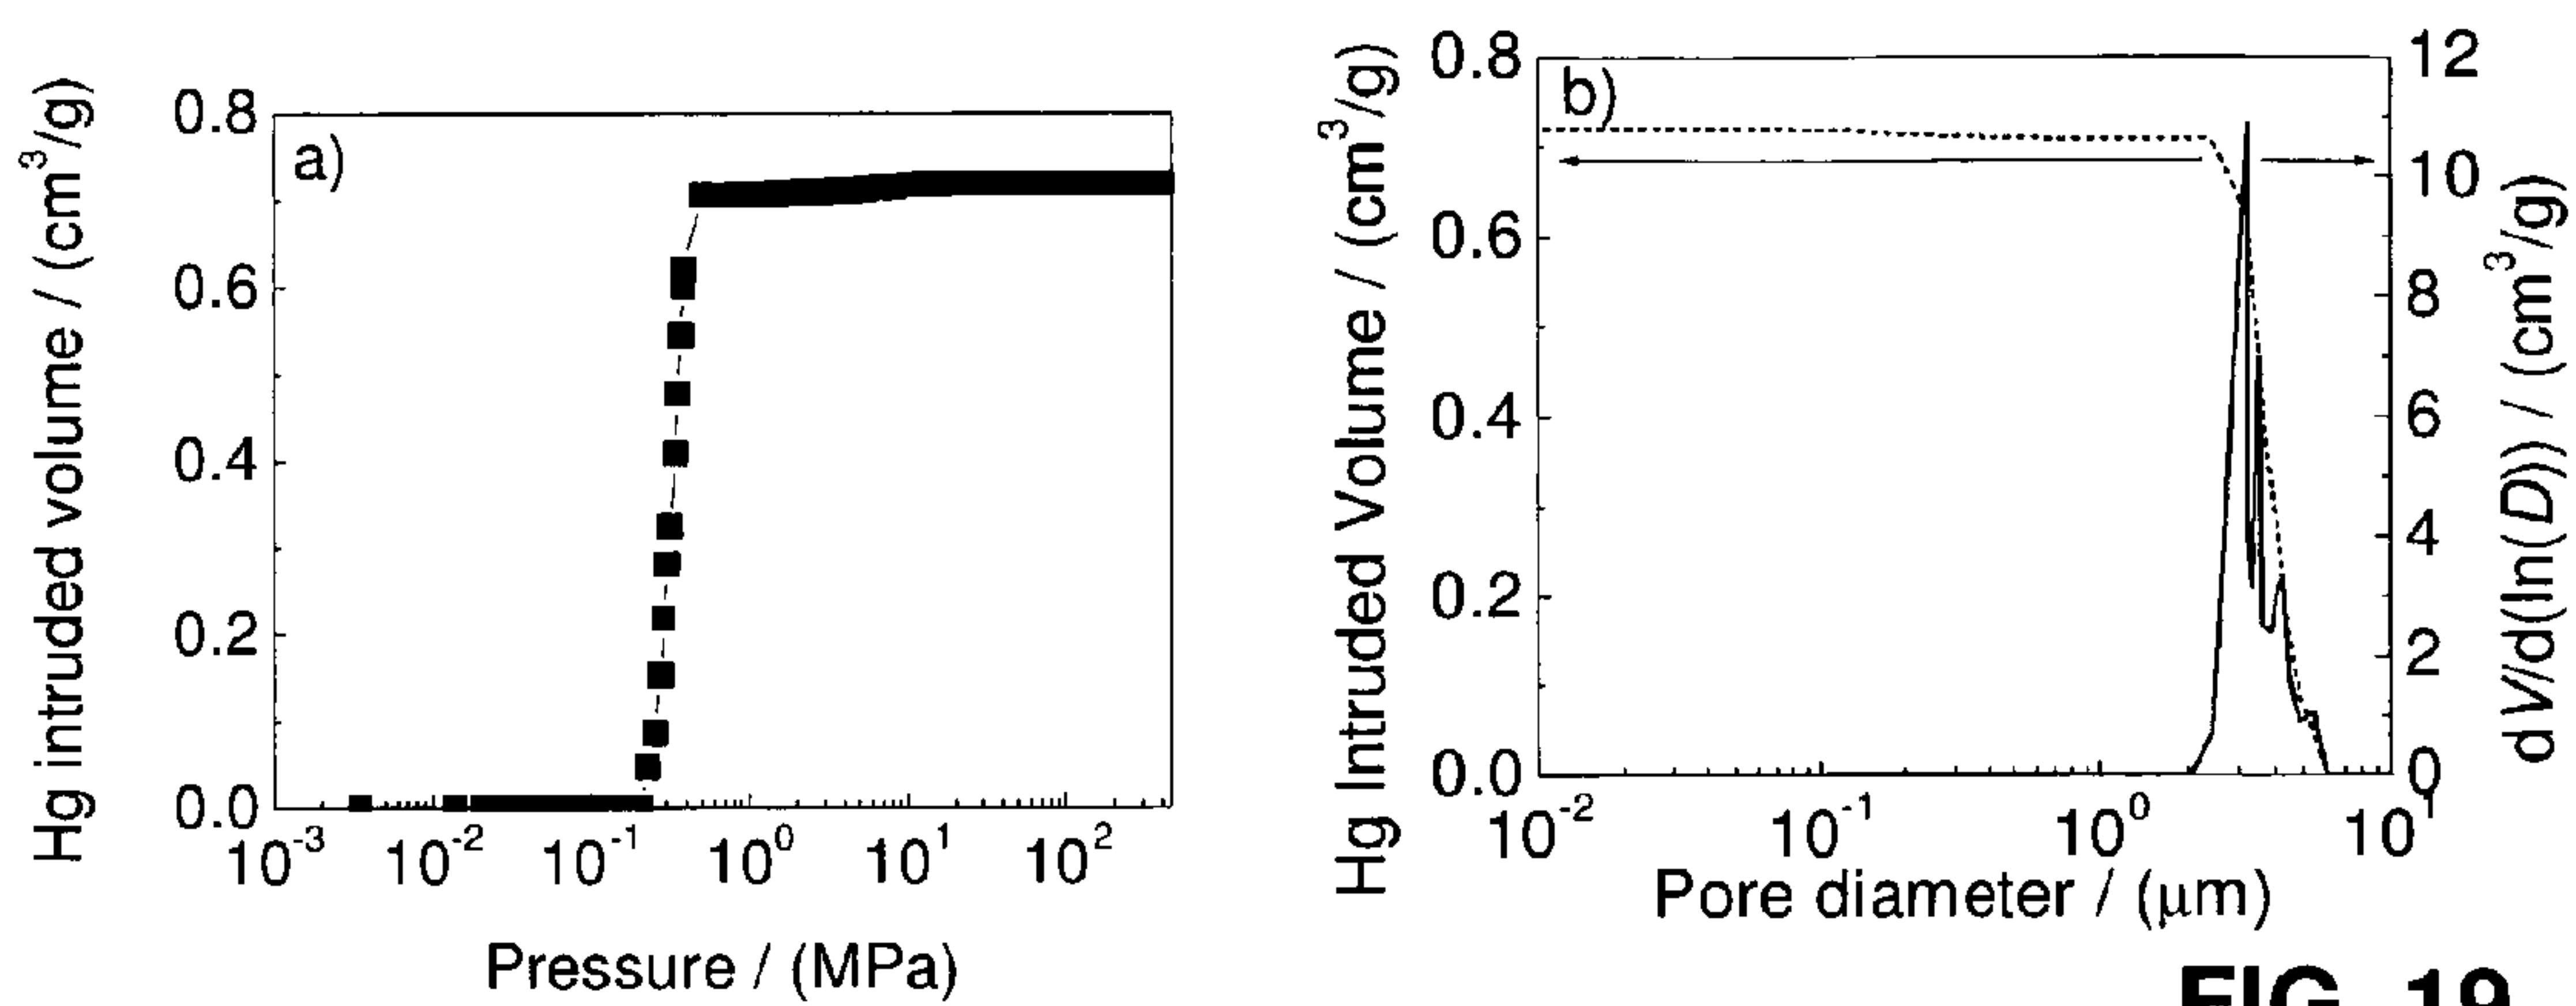 Hg intruded volume / (cm³/g)
0.8
0.6
0.4
0.2
0.0
a)
10⁻³ 10⁻² 10⁻¹ 10⁰ 10¹ 10²
Pressure / (MPa)
Hg Intruded Volume / (cm³/g)
0.8
0.6
0.4
0.2
0.0
b)
12
10
8
6
4
2
0
dV/d(ln(D)) / (cm³/g)
10⁻² 10⁻¹ 10⁰ 10¹
Pore diameter / (µm)
FIG. 19